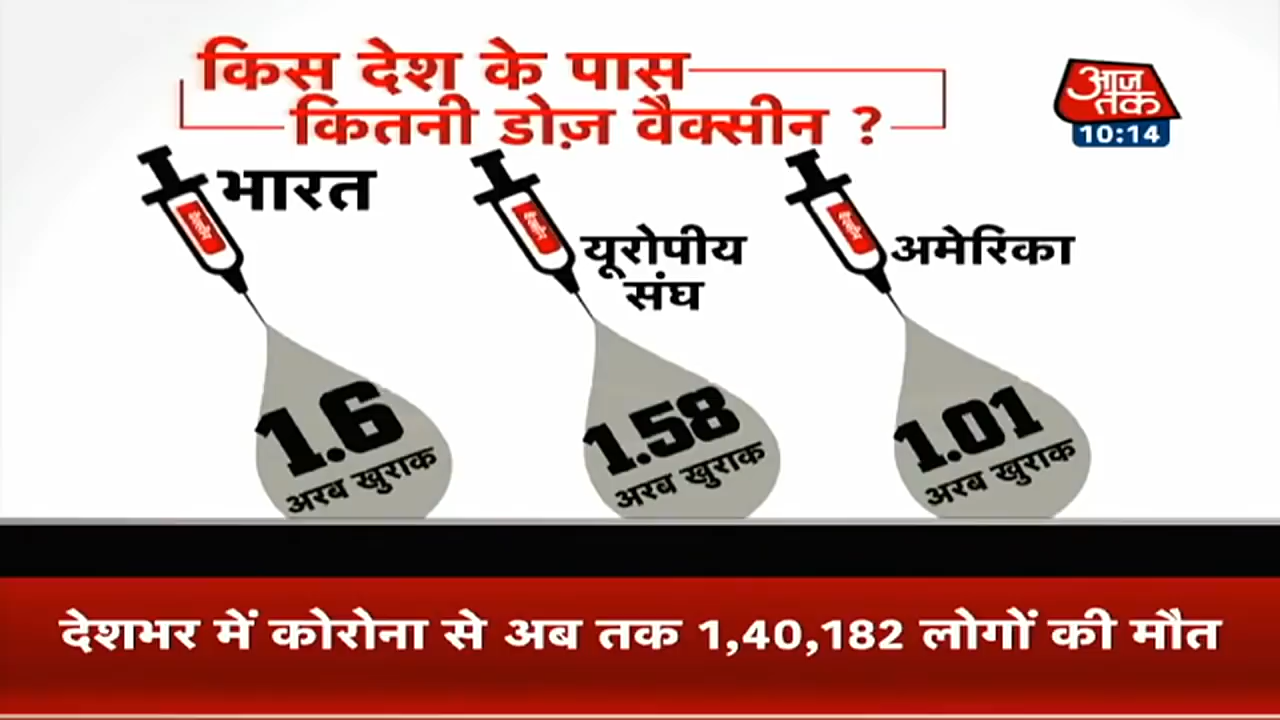 किस देश के पास
कितनी डोज़ वैक्सीन ?
आज
तक
10:14
भारत
यूरोपीय
संघ
अमेरिका
1.6
अरब खुराक
1.58
अरब खुराक
1.01
अरब खुराक
देशभर में कोरोना से अब तक 1,40,182 लोगों की मौत